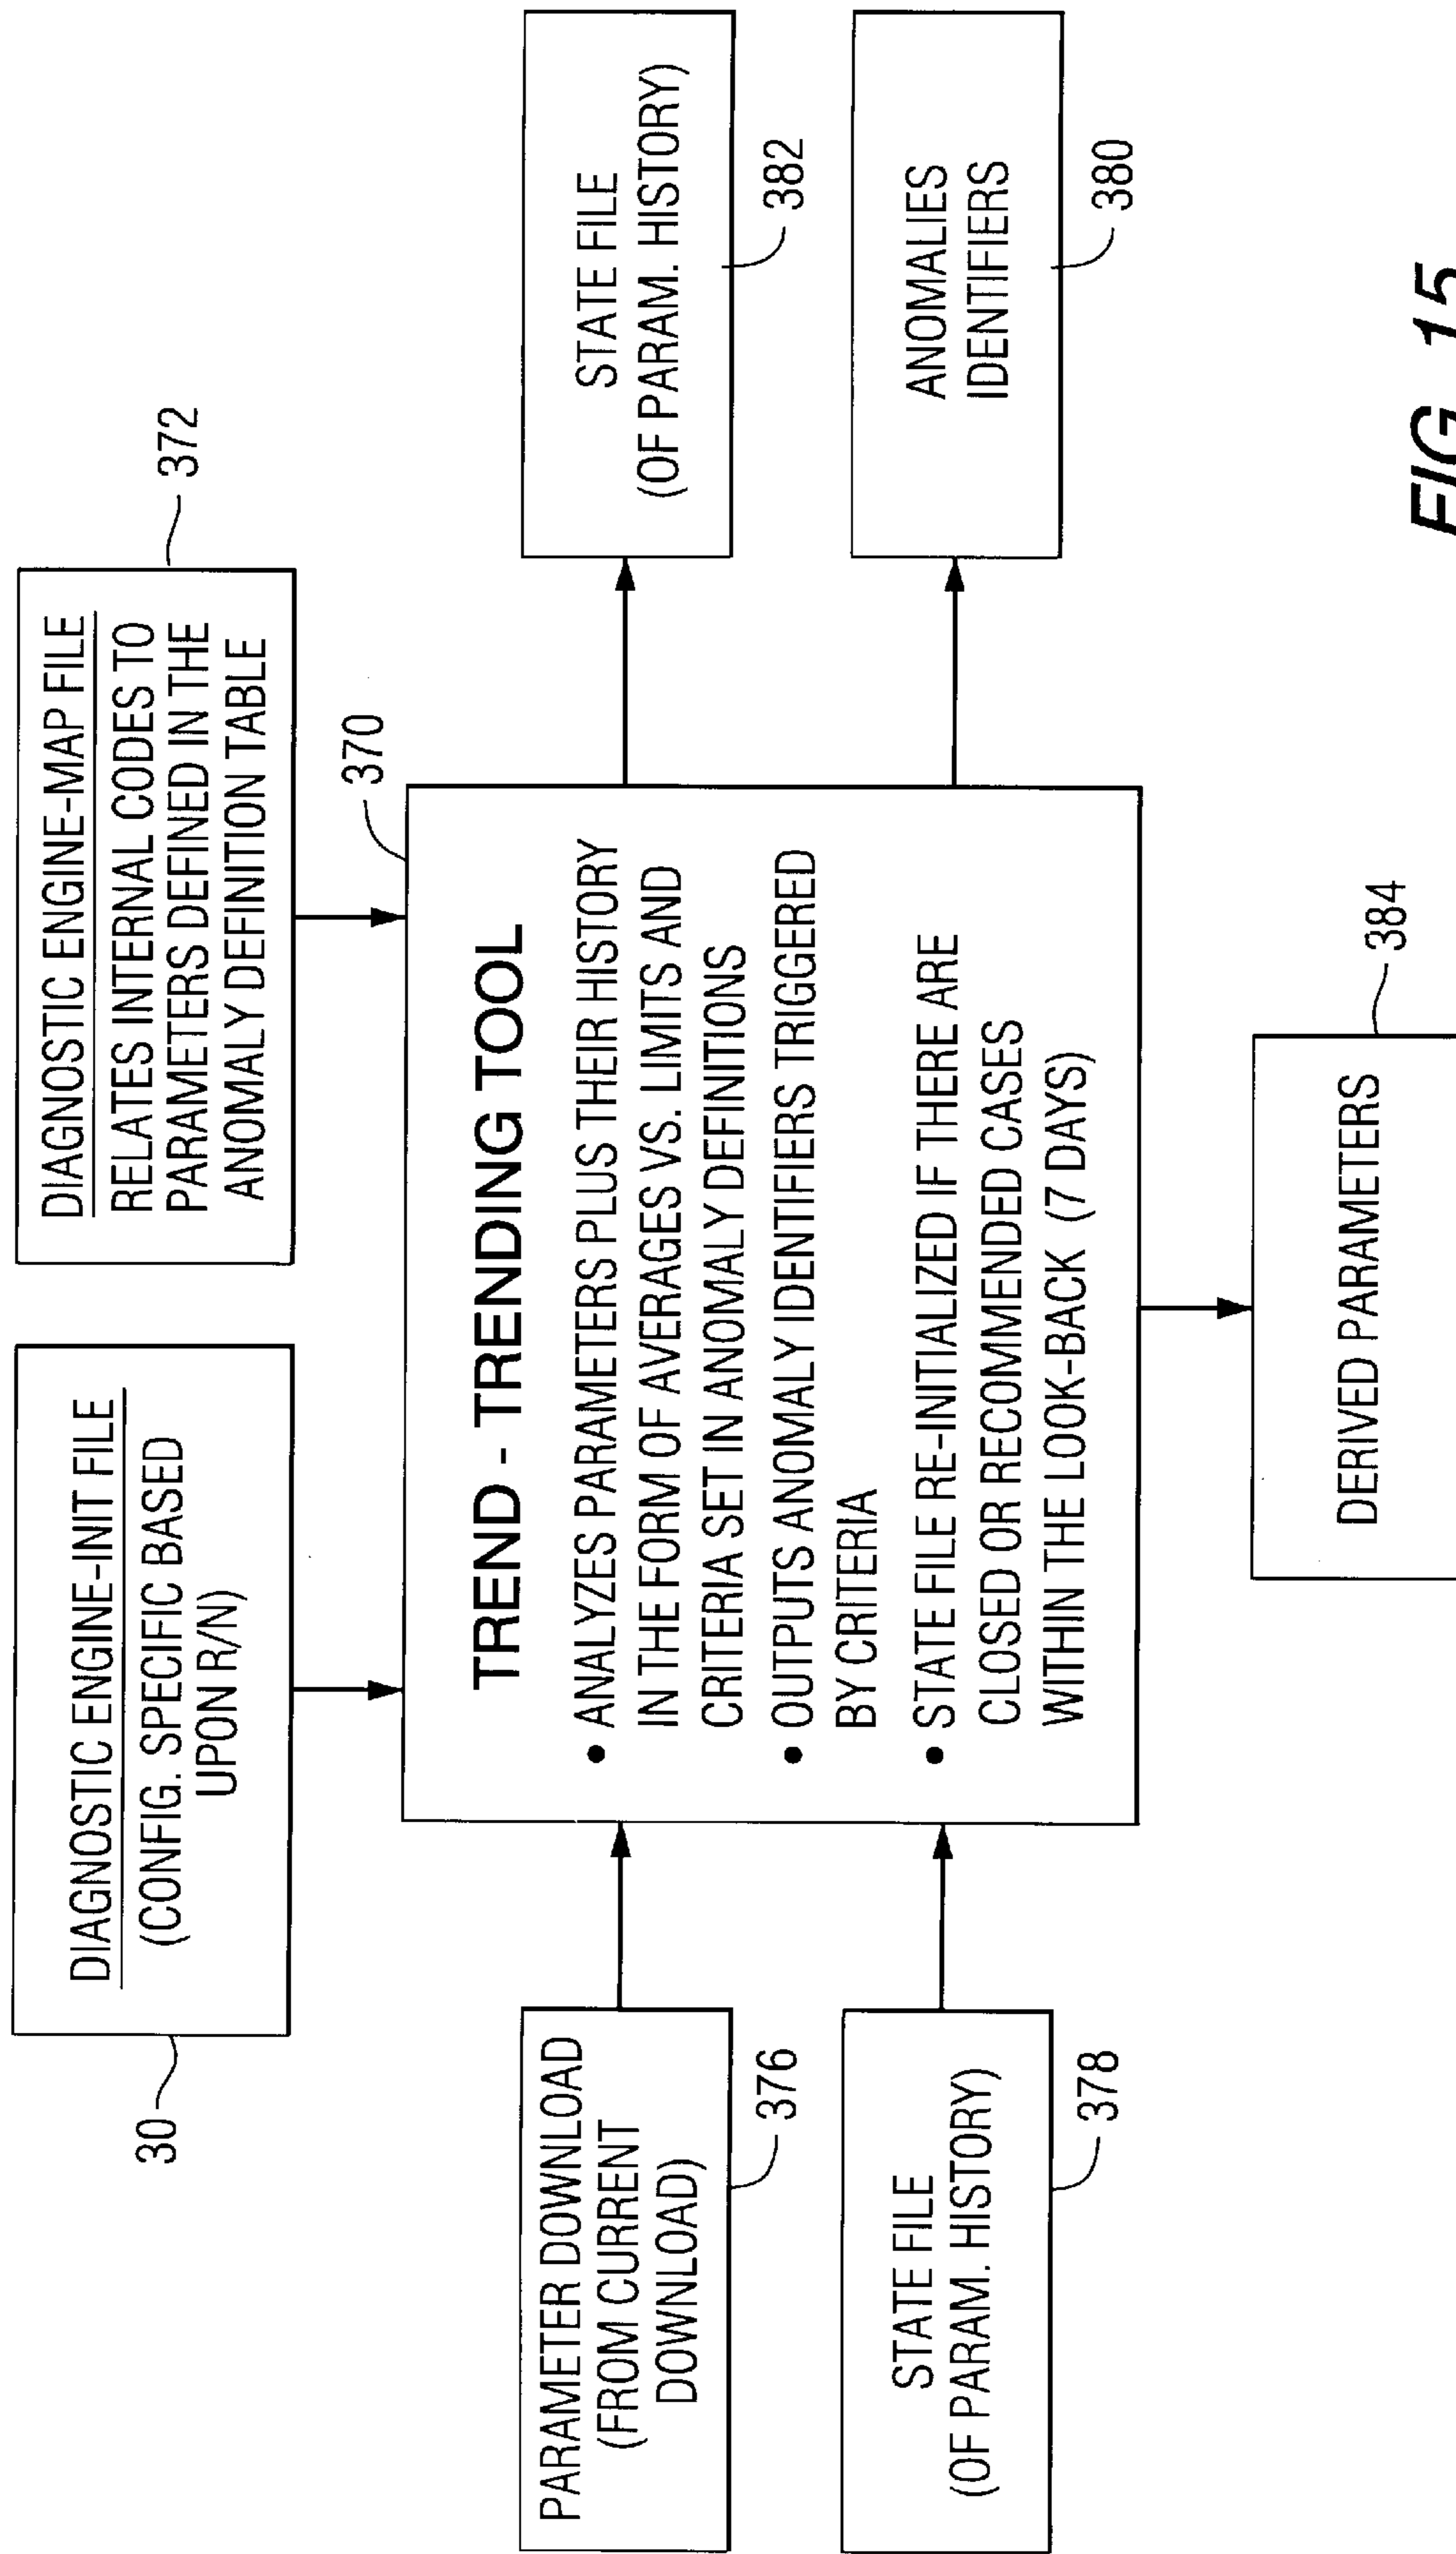 30
DIAGNOSTIC ENGINE-INIT FILE
(CONFIG. SPECIFIC BASED
UPON R/N)
DIAGNOSTIC ENGINE-MAP FILE
RELATES INTERNAL CODES TO
PARAMETERS DEFINED IN THE
ANOMALY DEFINITION TABLE
372
370
PARAMETER DOWNLOAD
(FROM CURRENT
DOWNLOAD)
376
STATE FILE
(OF PARAM. HISTORY)
378
TREND - TRENDING TOOL
• ANALYZES PARAMETERS PLUS THEIR HISTORY
IN THE FORM OF AVERAGES VS. LIMITS AND
CRITERIA SET IN ANOMALY DEFINITIONS
• OUTPUTS ANOMALY IDENTIFIERS TRIGGERED
BY CRITERIA
• STATE FILE RE-INITIALIZED IF THERE ARE
CLOSED OR RECOMMENDED CASES
WITHIN THE LOOK-BACK (7 DAYS)
STATE FILE
(OF PARAM. HISTORY)
382
ANOMALIES
IDENTIFIERS
380
DERIVED PARAMETERS
384
FIG. 15